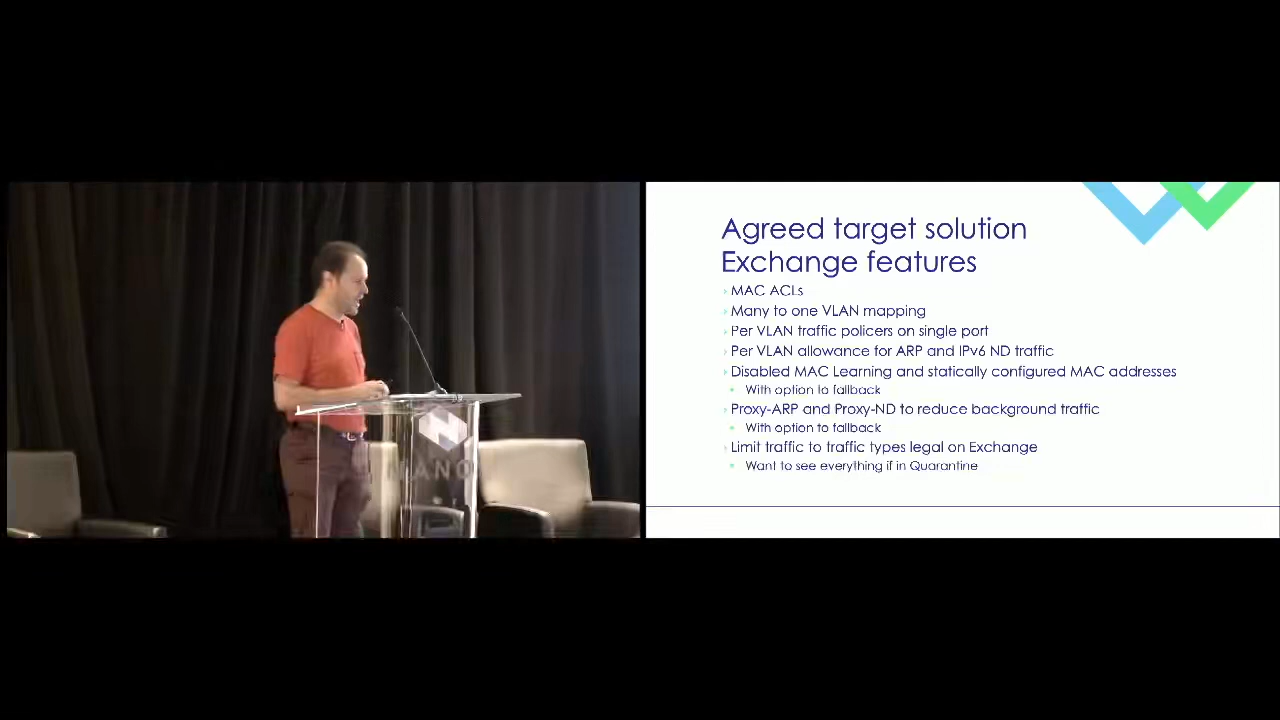 NANO
Agreed target solution
Exchange features
MAC ACLs
Many to one VLAN mapping
Per VLAN traffic policers on single port
Per VLAN allowance for ARP and IPv6 ND traffic
Disabled MAC Learning and statically configured MAC addresses
With option to fallback
Proxy-ARP and Proxy-ND to reduce background traffic
With option to fallback
Limit traffic to traffic types legal on Exchange
Want to see everything if in Quarantine